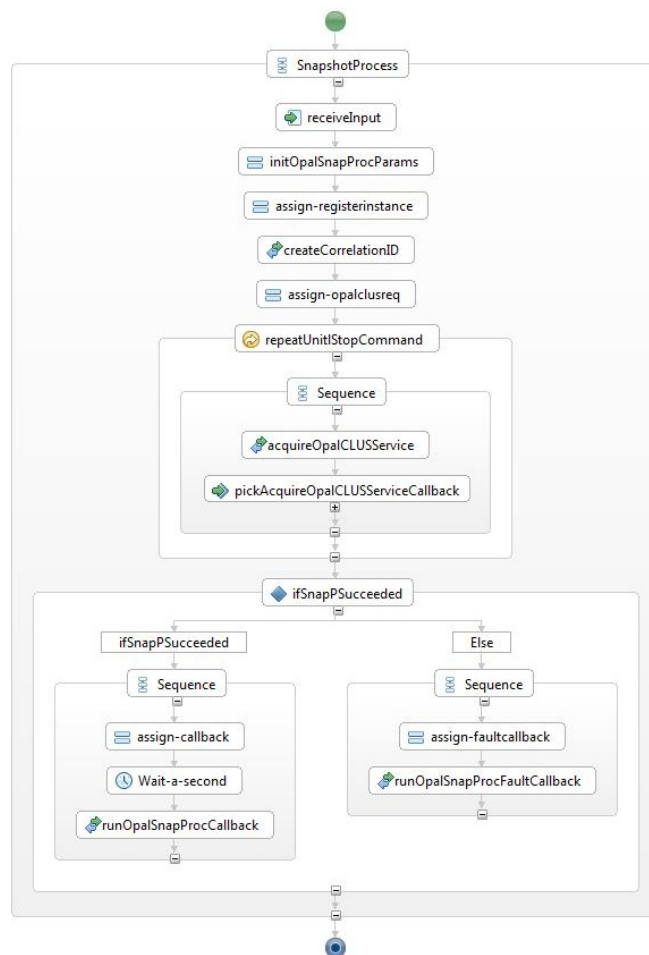 SnapshotProcess
receiveInput
initOpalSnapProcParams
assign-registerinstance
createCorrelationID
assign-opalclusreq
repeatUnitlStopCommand
Sequence
acquireOpalCLUSService
pickAcquireOpalCLUSServiceCallback
ifSnapPSucceeded
ifSnapPSucceeded
Else
Sequence
Sequence
assign-callback
assign-faultcallback
Wait-a-second
runOpalSnapProcFaultCallback
runOpalSnapProcCallback